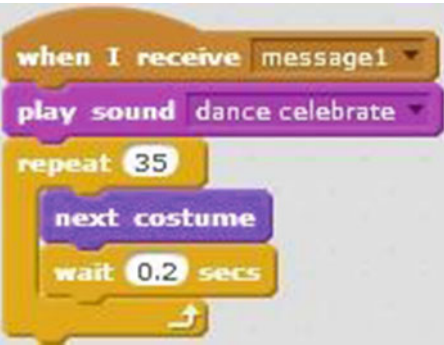 when I receive message1
play sound dance celebrate
repeat 35
next costume
wait 0.2 secs